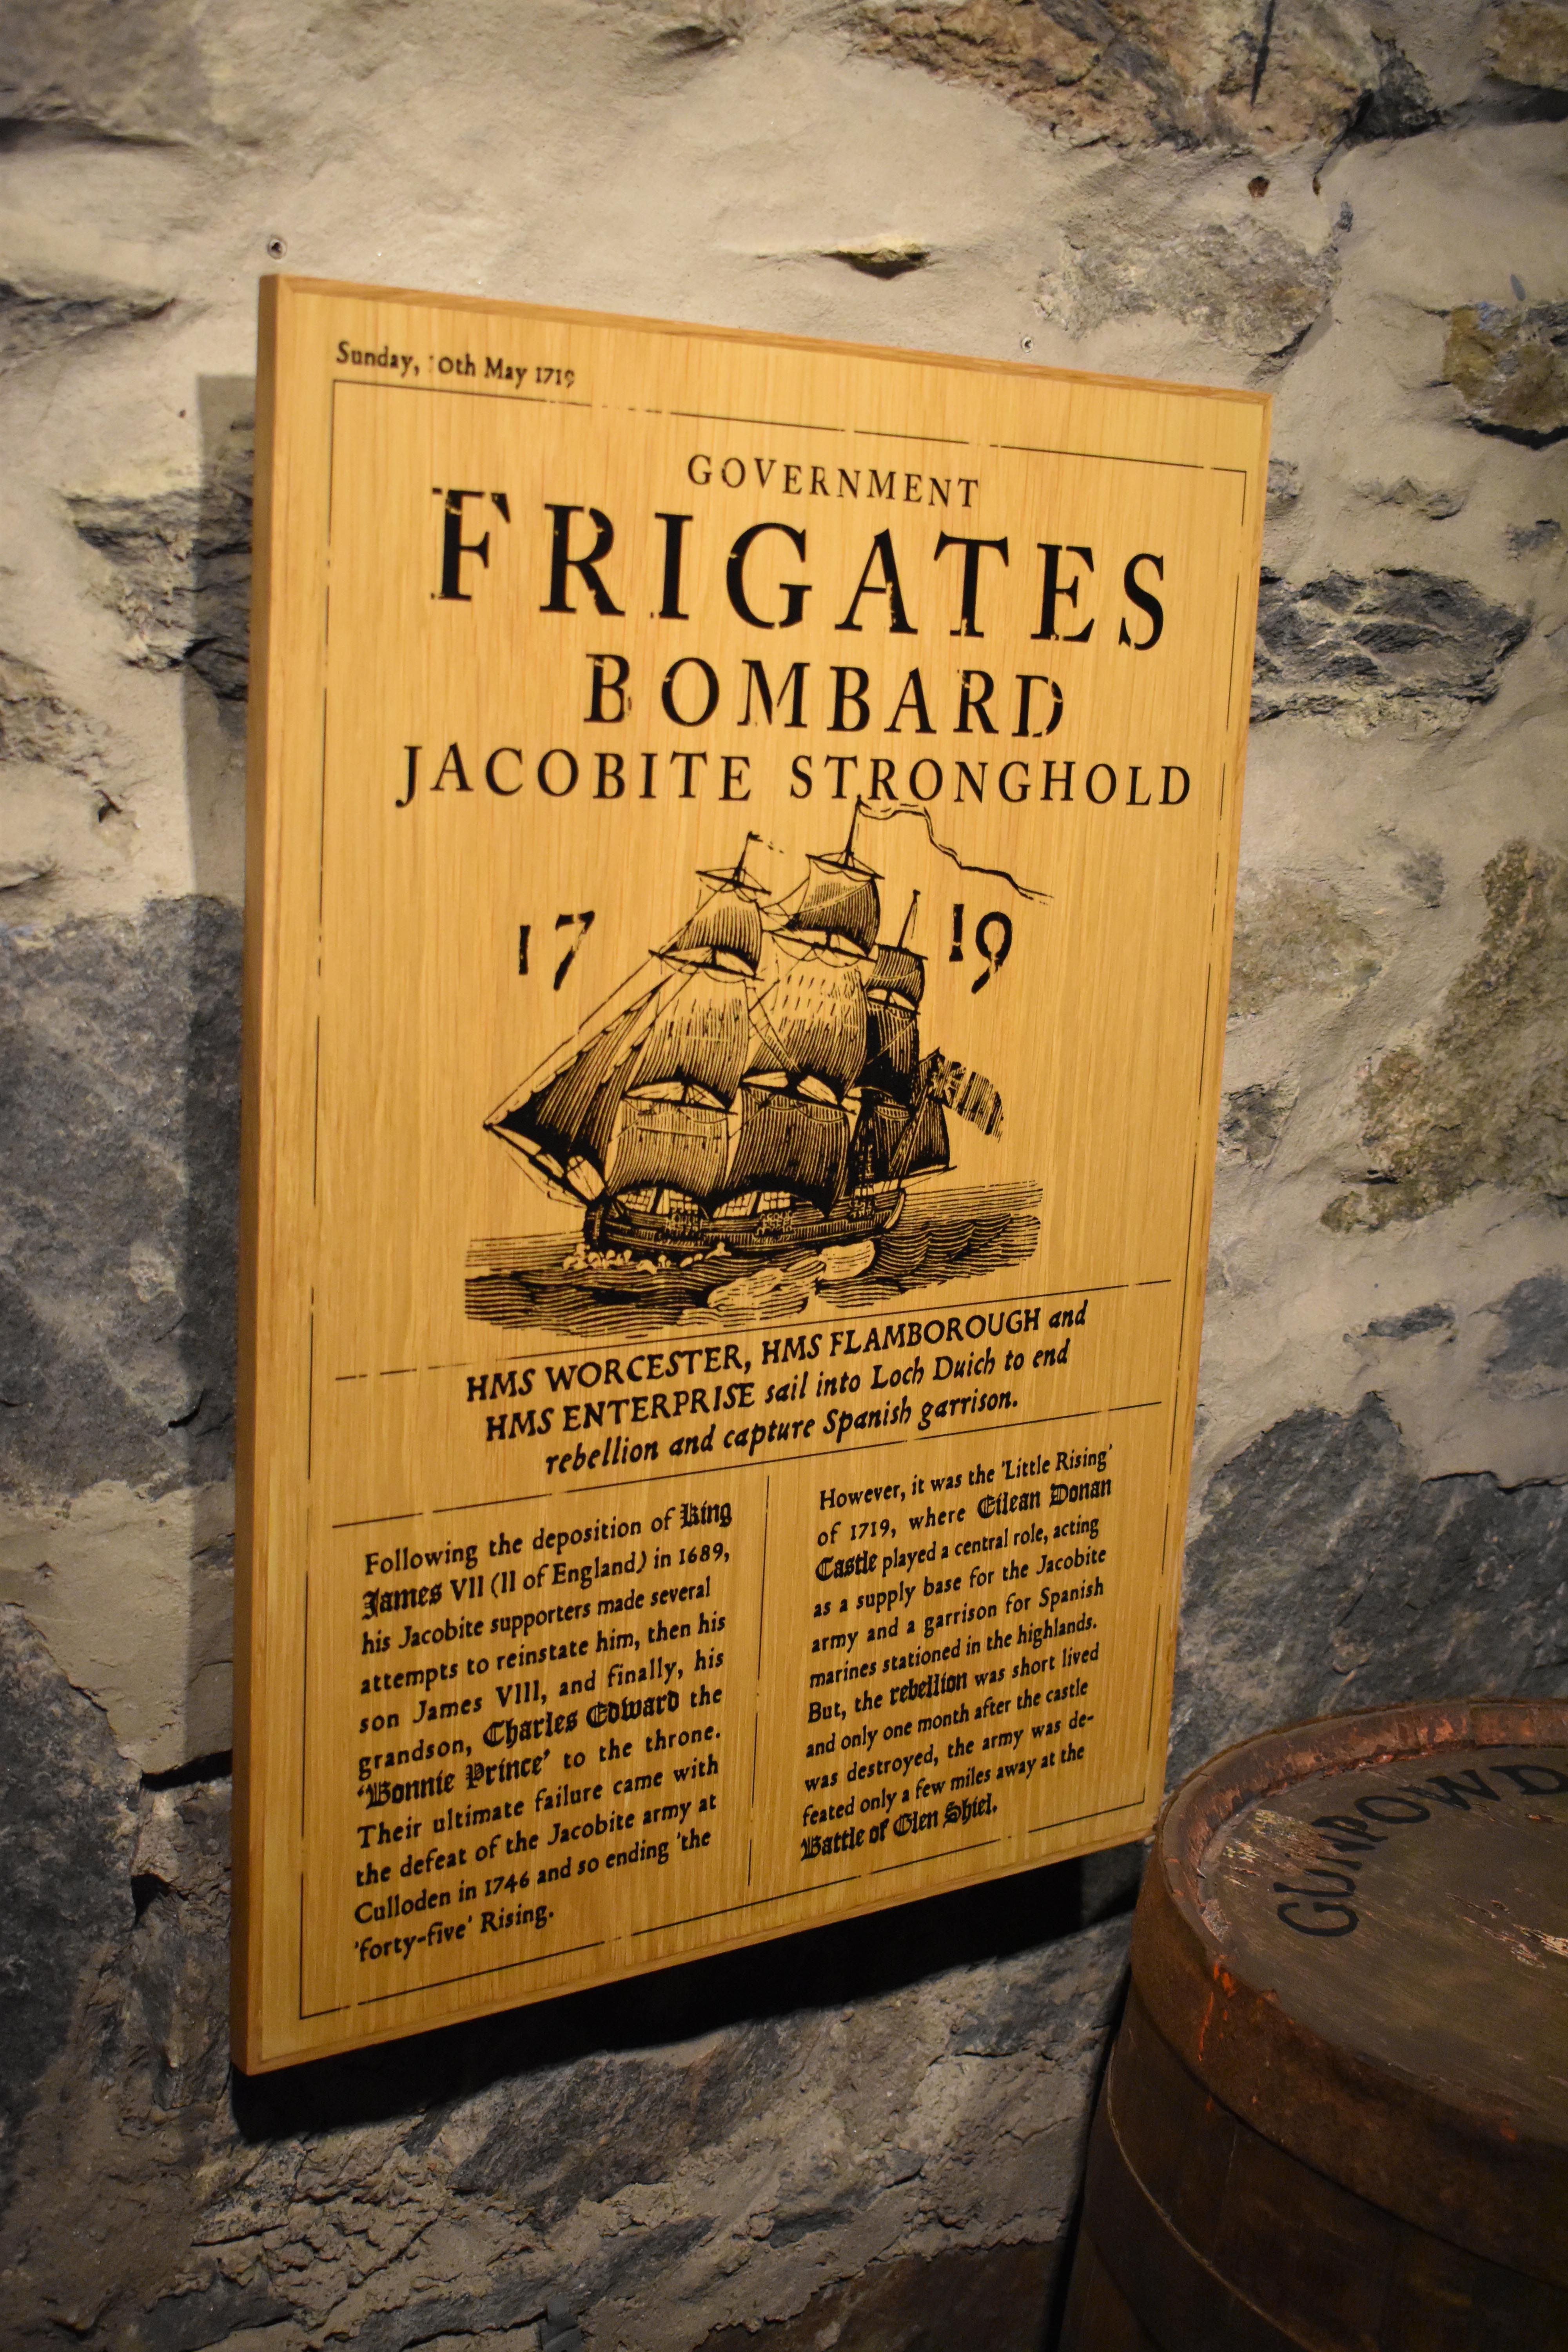 Sunday, 10th May 1719
GOVERNMENT
FRIGATES
BOMBARD
JACOBITE STRONGHOLD
17 19
HMS WORCESTER, HMS FLAMBOROUGH and
HMS ENTERPRISE sail into Loch Duich to end
rebellion and capture Spanish garrison.
Following the deposition of King
James VII (II of England) in 1689,
his Jacobite supporters made several
attempts to reinstate him, then his
son James VIII, and finally, his
grandson, Charles Edward the
'Bonnie Prince' to the throne.
Their ultimate failure came with
the defeat of the Jacobite army at
Culloden in 1746 and so ending 'the
'forty-five' Rising.
However, it was the 'Little Rising'
of 1719, where Eilean Donan
Castle played a central role, acting
as a supply base for the Jacobite
army and a garrison for Spanish
marines stationed in the highlands.
But, the rebellion was short lived
and only one month after the castle
was destroyed, the army was de-
feated only a few miles away at the
Battle of Glen Shiel.
GUNPOWD